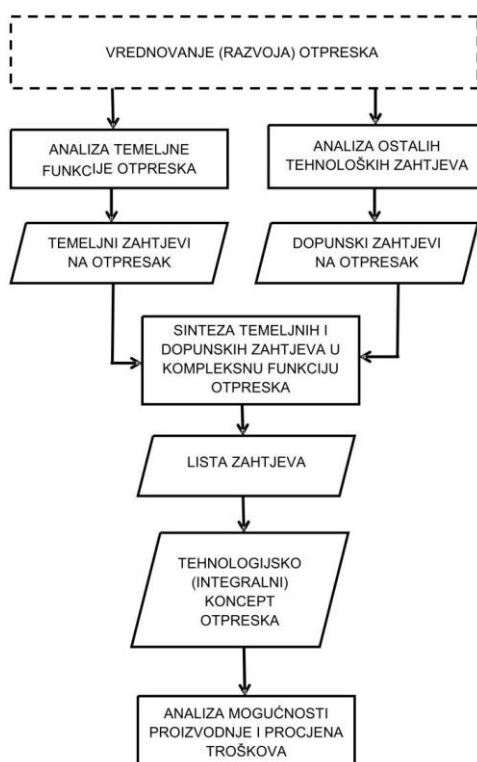 VREDNOVANJE (RAZVOJA) OTPRESKA
ANALIZA TEMELJNE
FUNKCIJE OTPRESKA
ANALIZA OSTALIH
TEHNOLOŠKIH ZAHTJEVA
TEMELJNI ZAHTJEVI
NA OTPRESAK
DOPUNSKI ZAHTJEVI
NA OTPRESAK
SINTEZA TEMELJNIH I
DOPUNSKIH ZAHTJEVA U
KOMPLEKSNU FUNKCIJU
OTPRESKA
LISTA ZAHTJEVA
TEHNOLOGIJSKO
(INTEGRALNI)
KONCEPT
OTPRESKA
ANALIZA MOGUĆNOSTI
PROIZVODNJE I PROCJENA
TROŠKOVA